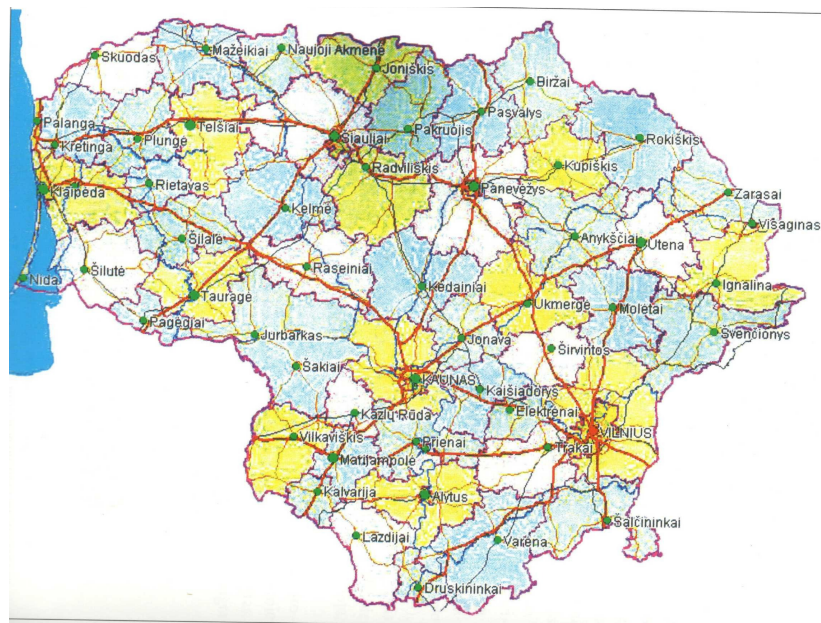 Skuodas
Mažeikiai
Naujoji Akmenė
Joniškis
Biržai
Palanga
Telšiai
Šiauliai
Pakruojis
Pasvalys
Rokiškis
Kretinga
Plungė
Radviliškis
Kupiškis
Klaipėda
Rietavas
Kelmė
Panevėžys
Zarasai
Visaginas
Šilalė
Anykščiai
Utena
Nida
Šilutė
Raseiniai
Kėdainiai
Ignalina
Tauragė
Ukmergė
Molėtai
Pagėgiai
Jurbarkas
Jonava
Širvintos
Švenčionys
Šakiai
KAUNAS
Kaišiadorys
Kazlų Rūda
Elektrėnai
VILNIUS
Vilkaviškis
Prienai
Trakai
Marijampolė
Kalvarija
Alytus
Šalčininkai
Lazdijai
Varėna
Druskininkai